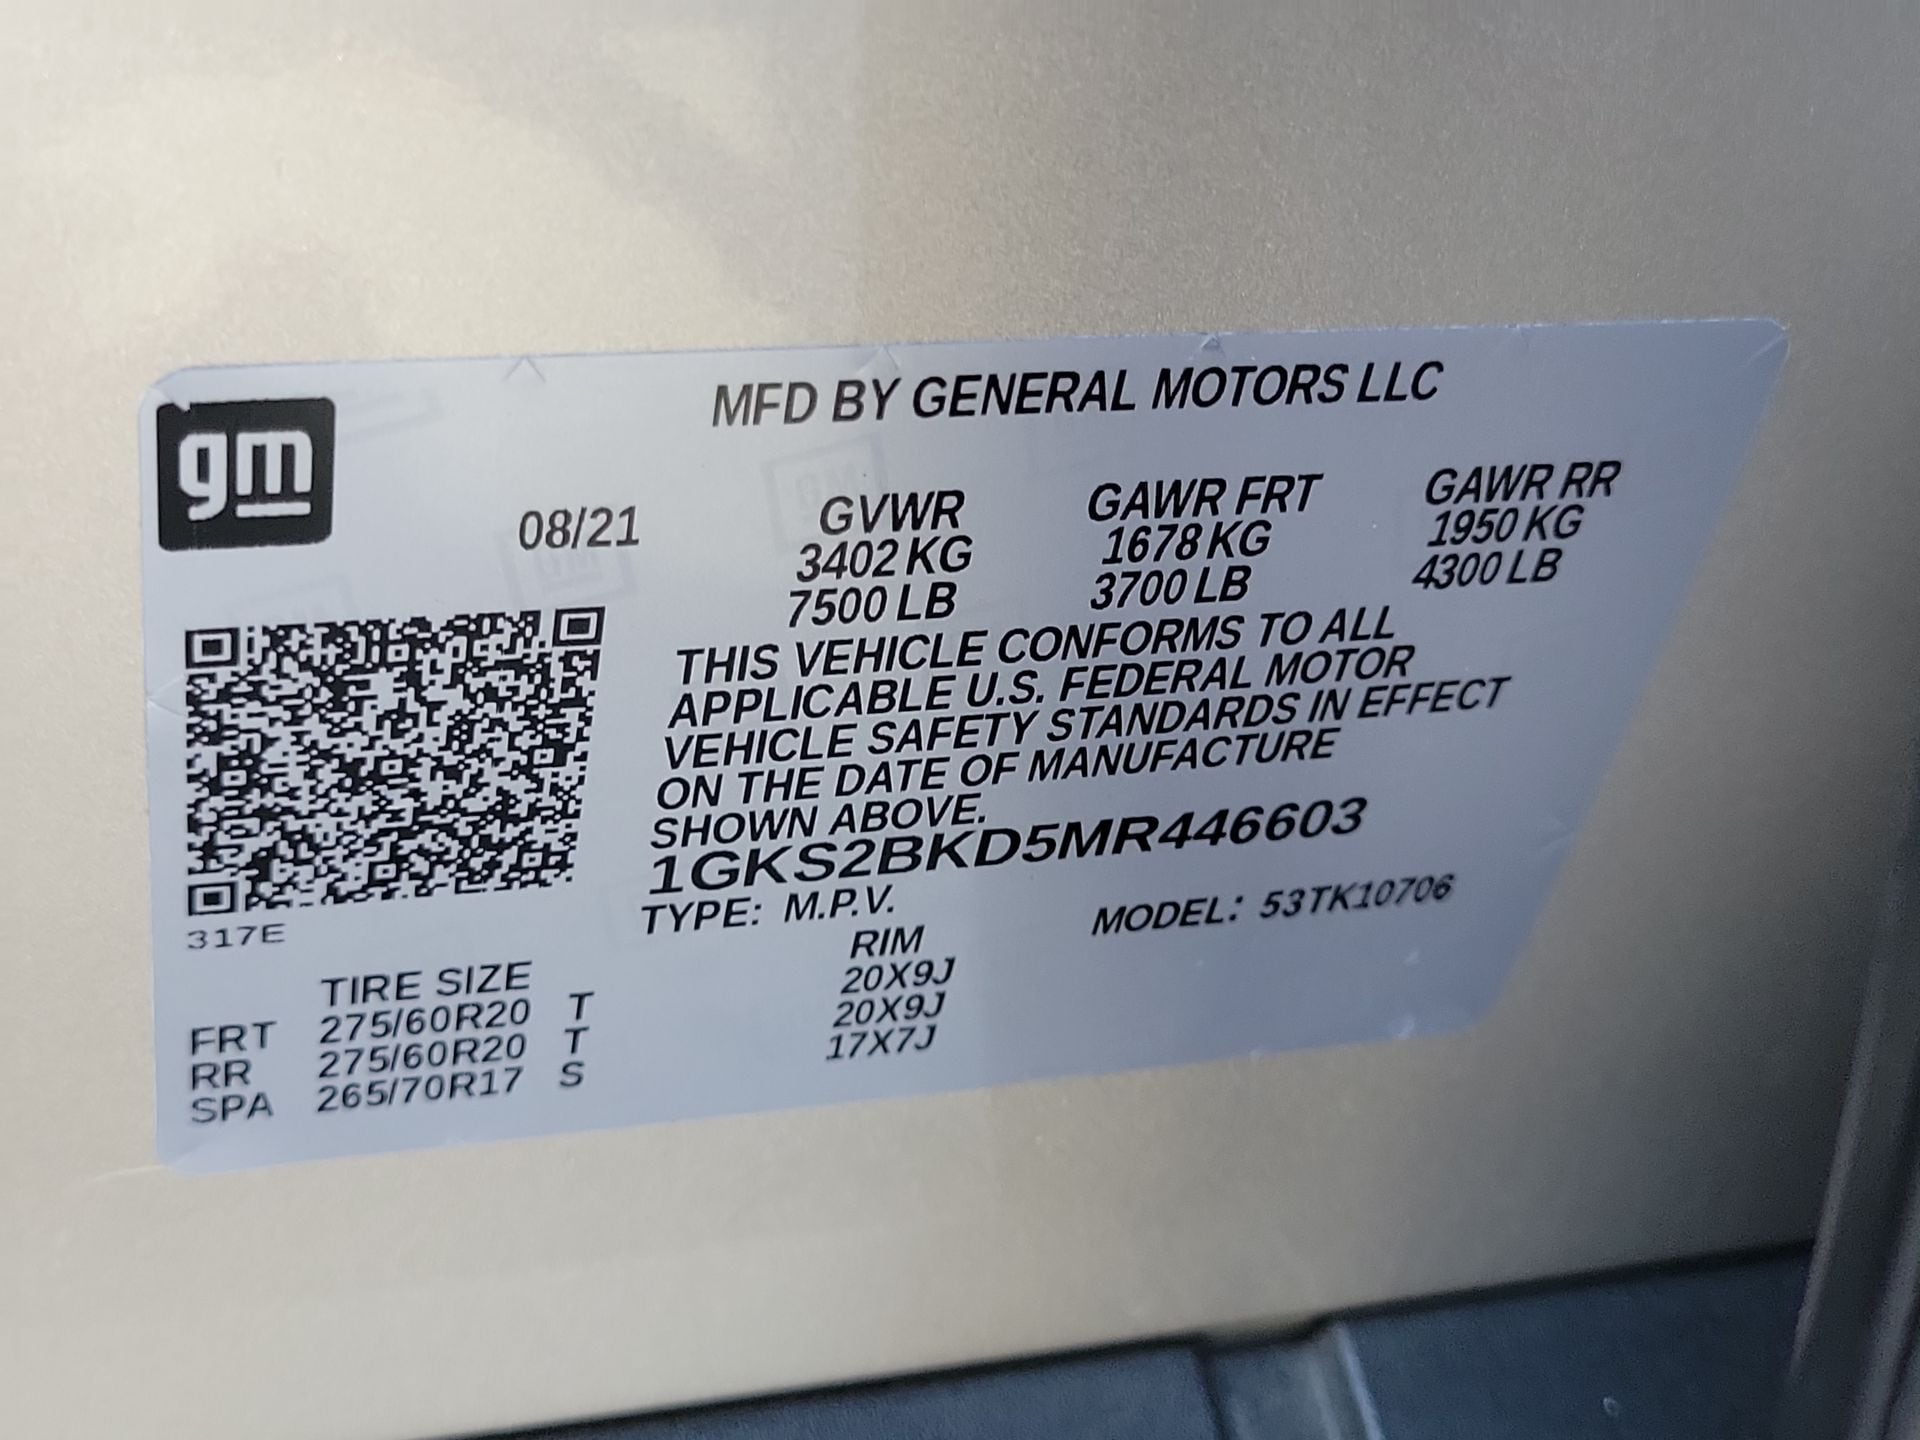 gm
MFD BY GENERAL MOTORS LLC
08/21 GVWR GAWR FRT GAWR RR
3402 KG 1678 KG 1950 KG
7500 LB 3700 LB 4300 LB
THIS VEHICLE CONFORMS TO ALL
APPLICABLE U.S. FEDERAL MOTOR
VEHICLE SAFETY STANDARDS IN EFFECT
ON THE DATE OF MANUFACTURE
SHOWN ABOVE.
1GKS2BKD5MR446603
TYPE: M.P.V. MODEL: 53TK10706
317E
TIRE SIZE RIM
FRT 275/60R20 T 20X9J
RR 275/60R20 T 20X9J
SPA 265/70R17 S 17X7J